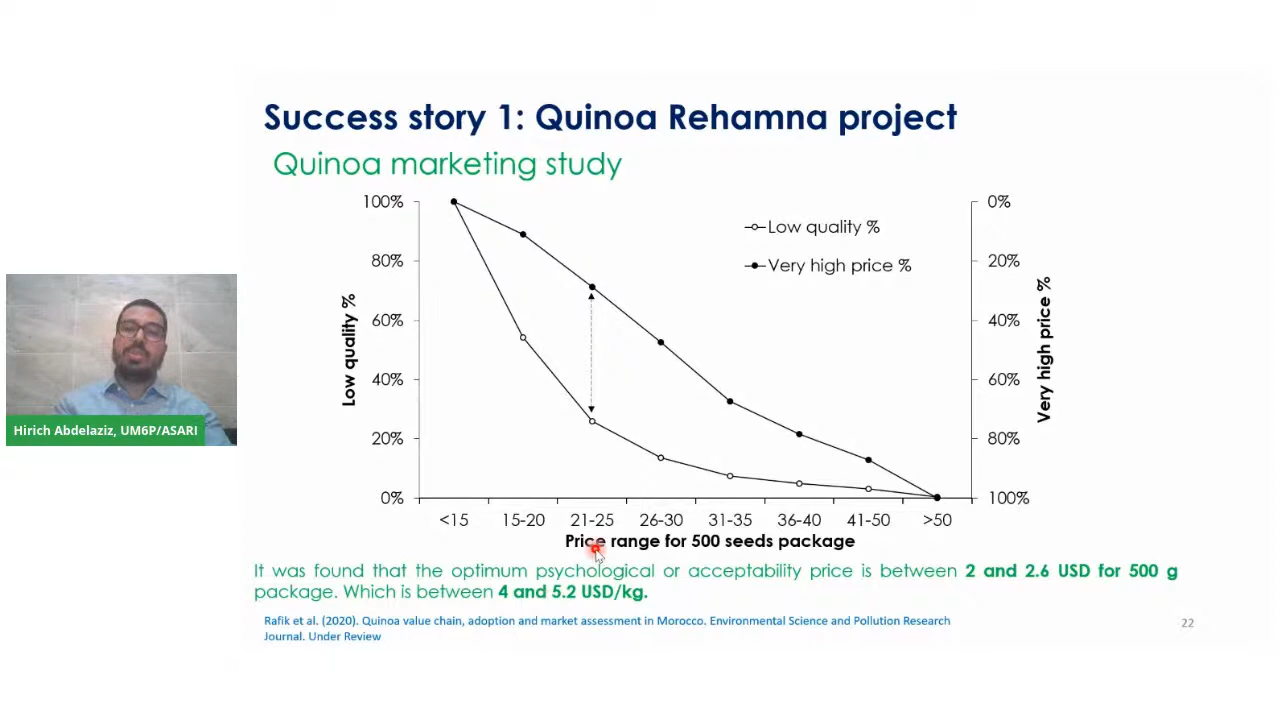 Success story 1: Quinoa Rehamna project
Quinoa marketing study
100%
80%
60%
40%
20%
0%
Low quality %
Low quality %
Very high price %
0%
20%
40%
60%
80%
100%
Very high price %
<15 15-20 21-25 26-30 31-35 36-40 41-50 >50
Price range for 500 seeds package
Hirich Abdelaziz, UM6P/ASARI
It was found that the optimum psychological or acceptability price is between 2 and 2.6 USD for 500 g
package. Which is between 4 and 5.2 USD/kg.
Rafik et al. (2020). Quinoa value chain, adoption and market assessment in Morocco. Environmental Science and Pollution Research
Journal. Under Review
22